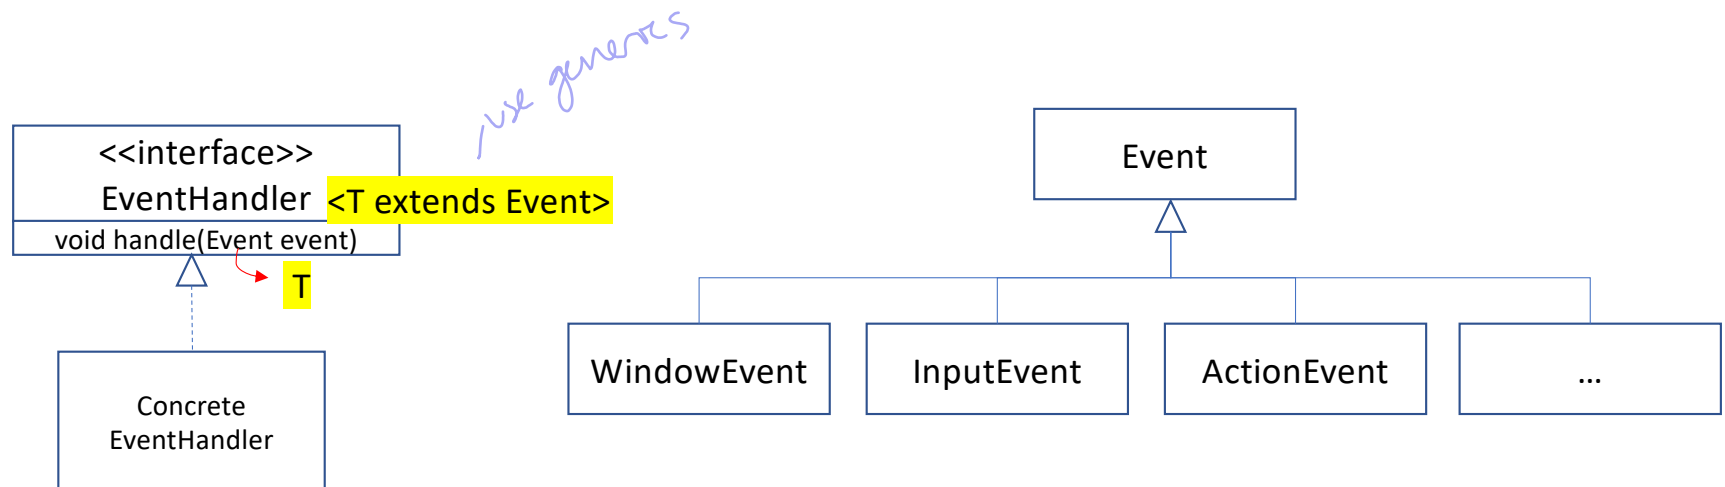 use generics
<<interface>>
EventHandler <T extends Event>
void handle(Event event)
T
Concrete
EventHandler
Event
WindowEvent
InputEvent
ActionEvent
...